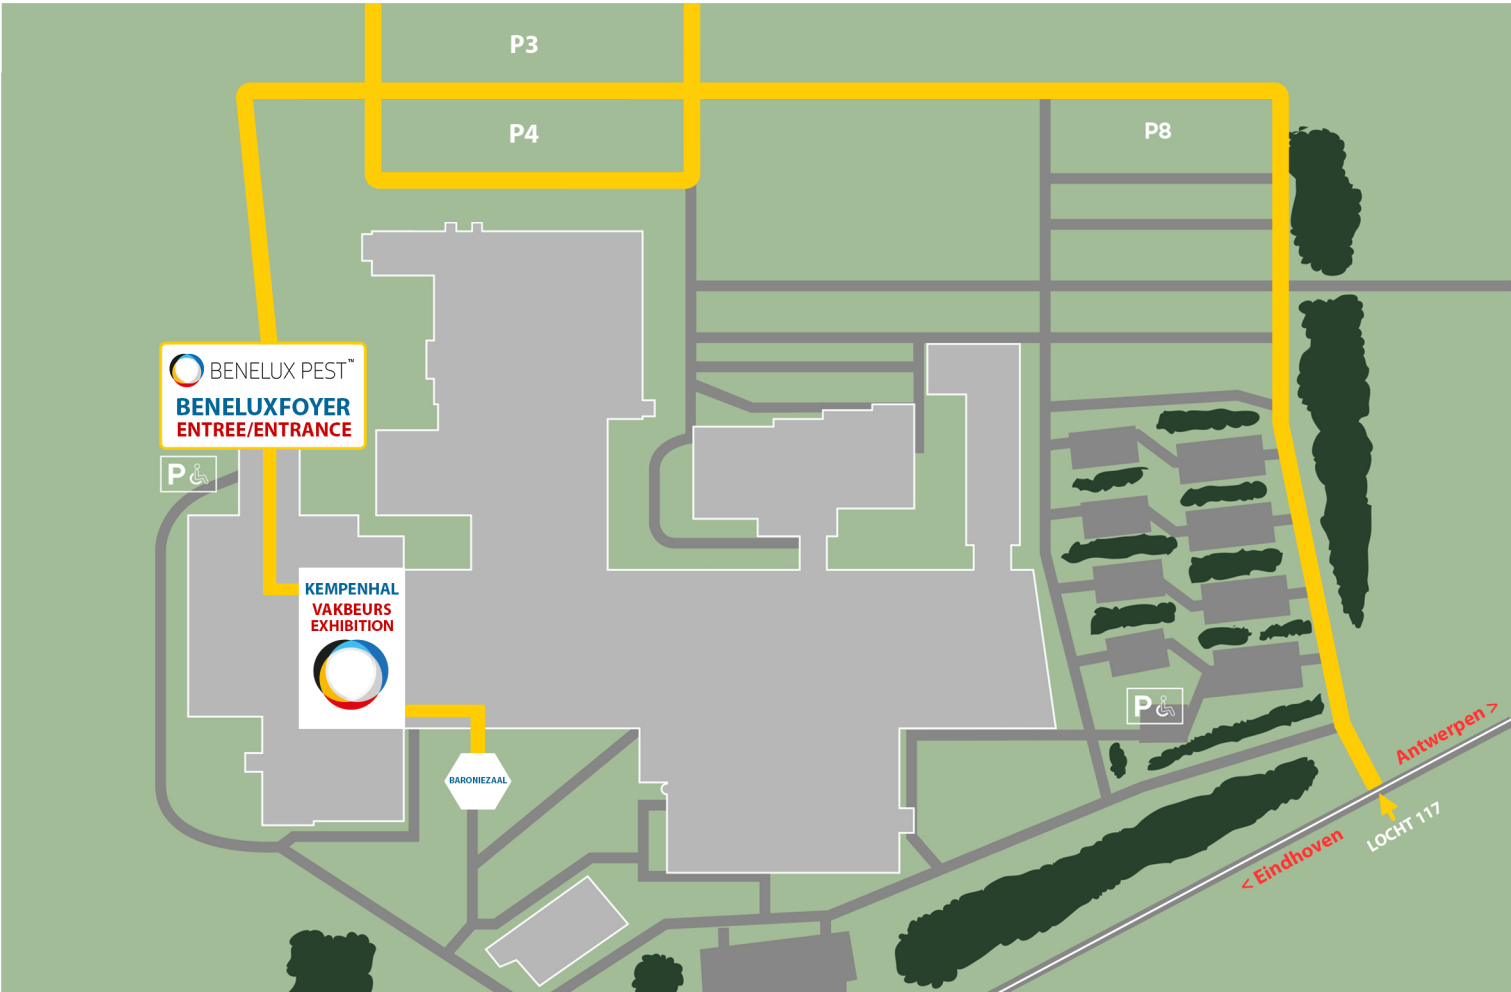 P3
P4
P8
BENELUX PEST™
BENELUXFOYER
ENTREE/ENTRANCE
P
KEMPENHAL
VAKBEURS
EXHIBITION
BARONIEZAAL
P
Antwerpen >
LOCHT 117
< Eindhoven